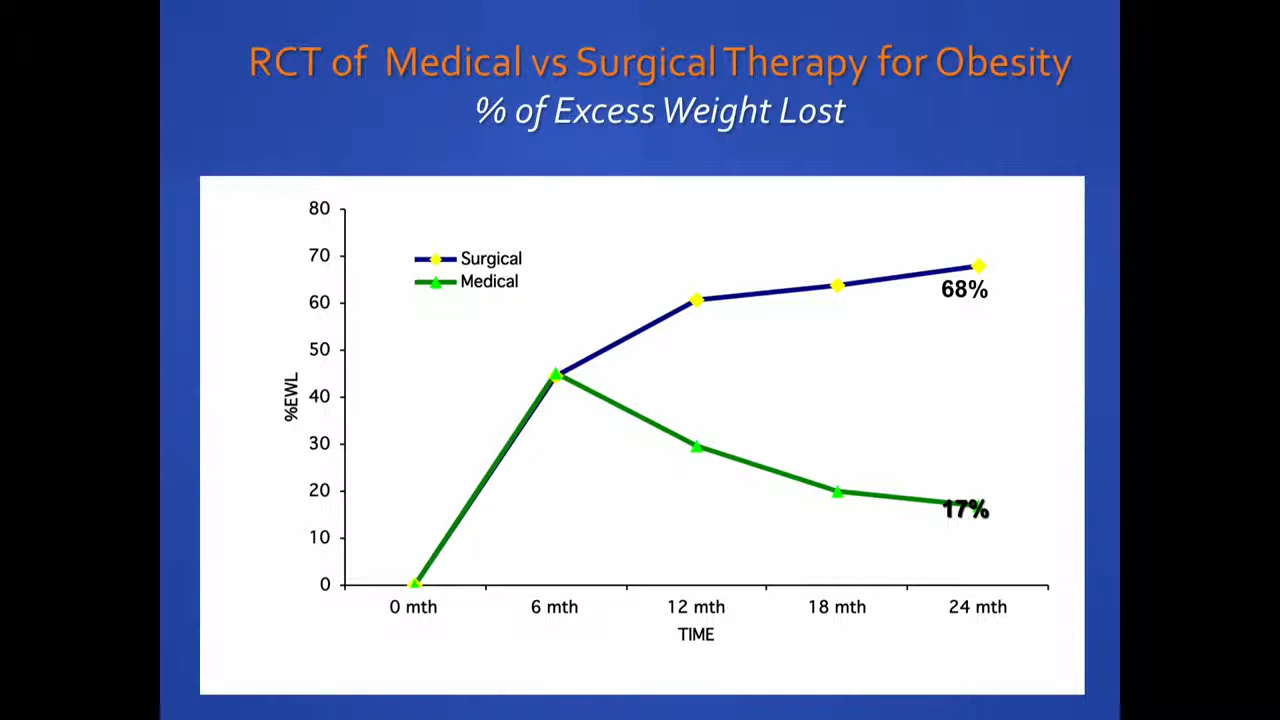 RCT of Medical vs Surgical Therapy for Obesity
% of Excess Weight Lost
80
70
60
50
40
30
20
10
0
%EWL
Surgical
Medical
68%
17%
0 mth 6 mth 12 mth 18 mth 24 mth
TIME